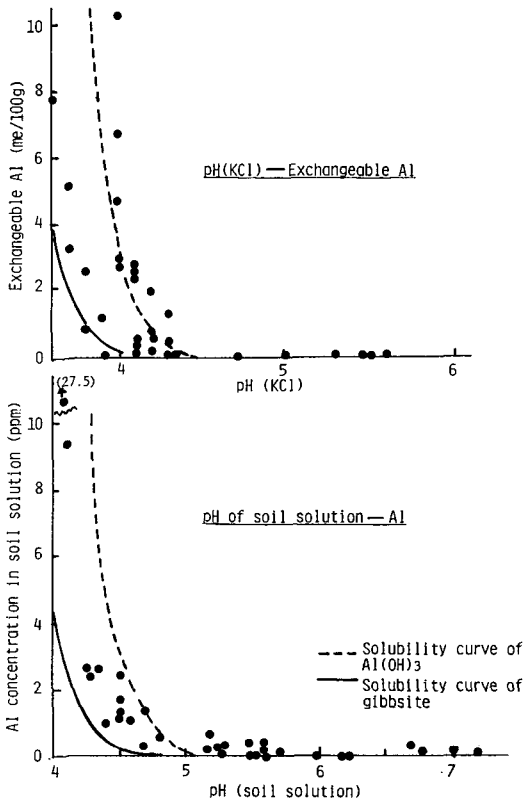 10
8
6
4
2
0
Exchangeable Al (me/100g)
pH(KCl) — Exchangeable Al
4
5
6
pH (KCl)
(27.5)
10
8
6
4
2
0
Al concentration in soil solution (ppm)
pH of soil solution — Al
Solubility curve of
Al(OH)3
Solubility curve of
gibbsite
4
5
6
7
pH (soil solution)